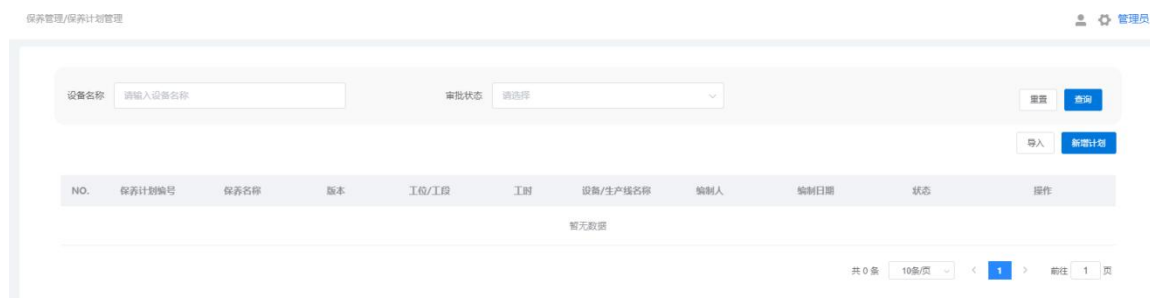 保养管理/保养计划管理 管理员
设备名称 请输入设备名称 审批状态 请选择 重置 查询
导入 新增计划
NO. 保养计划编号 保养名称 版本 工位/工段 工时 设备/生产线名称 编制人 编制日期 状态 操作
暂无数据
共 0 条 10条/页 1 前往 1 页